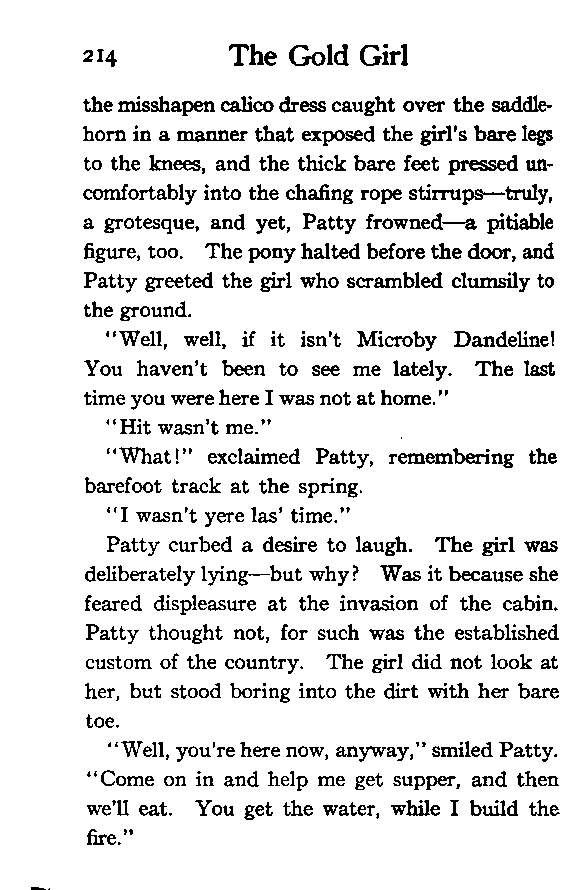 214 The Gold Girl
the misshapen calico dress caught over the saddle-
horn in a manner that exposed the girl's bare legs
to the knees, and the thick bare feet pressed un-
comfortably into the chafing rope stirrups—truly,
a grotesque, and yet, Patty frowned—a pitiable
figure, too. The pony halted before the door, and
Patty greeted the girl who scrambled clumsily to
the ground.
"Well, well, if it isn't Microby Dandeline!
You haven't been to see me lately. The last
time you were here I was not at home."
"Hit wasn't me."
"What!" exclaimed Patty, remembering the
barefoot track at the spring.
"I wasn't yere las' time."
Patty curbed a desire to laugh. The girl was
deliberately lying—but why? Was it because she
feared displeasure at the invasion of the cabin.
Patty thought not, for such was the established
custom of the country. The girl did not look at
her, but stood boring into the dirt with her bare
toe.
"Well, you're here now, anyway," smiled Patty.
"Come on in and help me get supper, and then
we'll eat. You get the water, while I build the
fire."